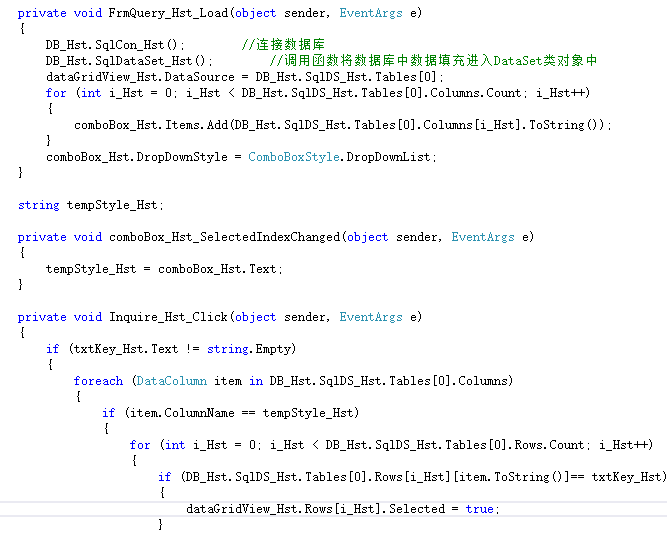 private void FrmQuery_Hst_Load(object sender, EventArgs e)
{
DB_Hst.SqlCon_Hst(); //连接数据库
DB_Hst.SqlDataSet_Hst(); //调用函数将数据库中数据填充进入DataSet类对象中
dataGridView_Hst.DataSource = DB_Hst.SqlDS_Hst.Tables[0];
for (int i_Hst = 0; i_Hst < DB_Hst.SqlDS_Hst.Tables[0].Columns.Count; i_Hst++)
{
comboBox_Hst.Items.Add(DB_Hst.SqlDS_Hst.Tables[0].Columns[i_Hst].ToString());
}
comboBox_Hst.DropDownStyle = ComboBoxStyle.DropDownList;
}
string tempStyle_Hst;
private void comboBox_Hst_SelectedIndexChanged(object sender, EventArgs e)
{
tempStyle_Hst = comboBox_Hst.Text;
}
private void Inquire_Hst_Click(object sender, EventArgs e)
{
if (txtKey_Hst.Text != string.Empty)
{
foreach (DataColumn item in DB_Hst.SqlDS_Hst.Tables[0].Columns)
{
if (item.ColumnName == tempStyle_Hst)
{
for (int i_Hst = 0; i_Hst < DB_Hst.SqlDS_Hst.Tables[0].Rows.Count; i_Hst++)
{
if (DB_Hst.SqlDS_Hst.Tables[0].Rows[i_Hst][item.ToString()]== txtKey_Hst)
{
dataGridView_Hst.Rows[i_Hst].Selected = true;
}